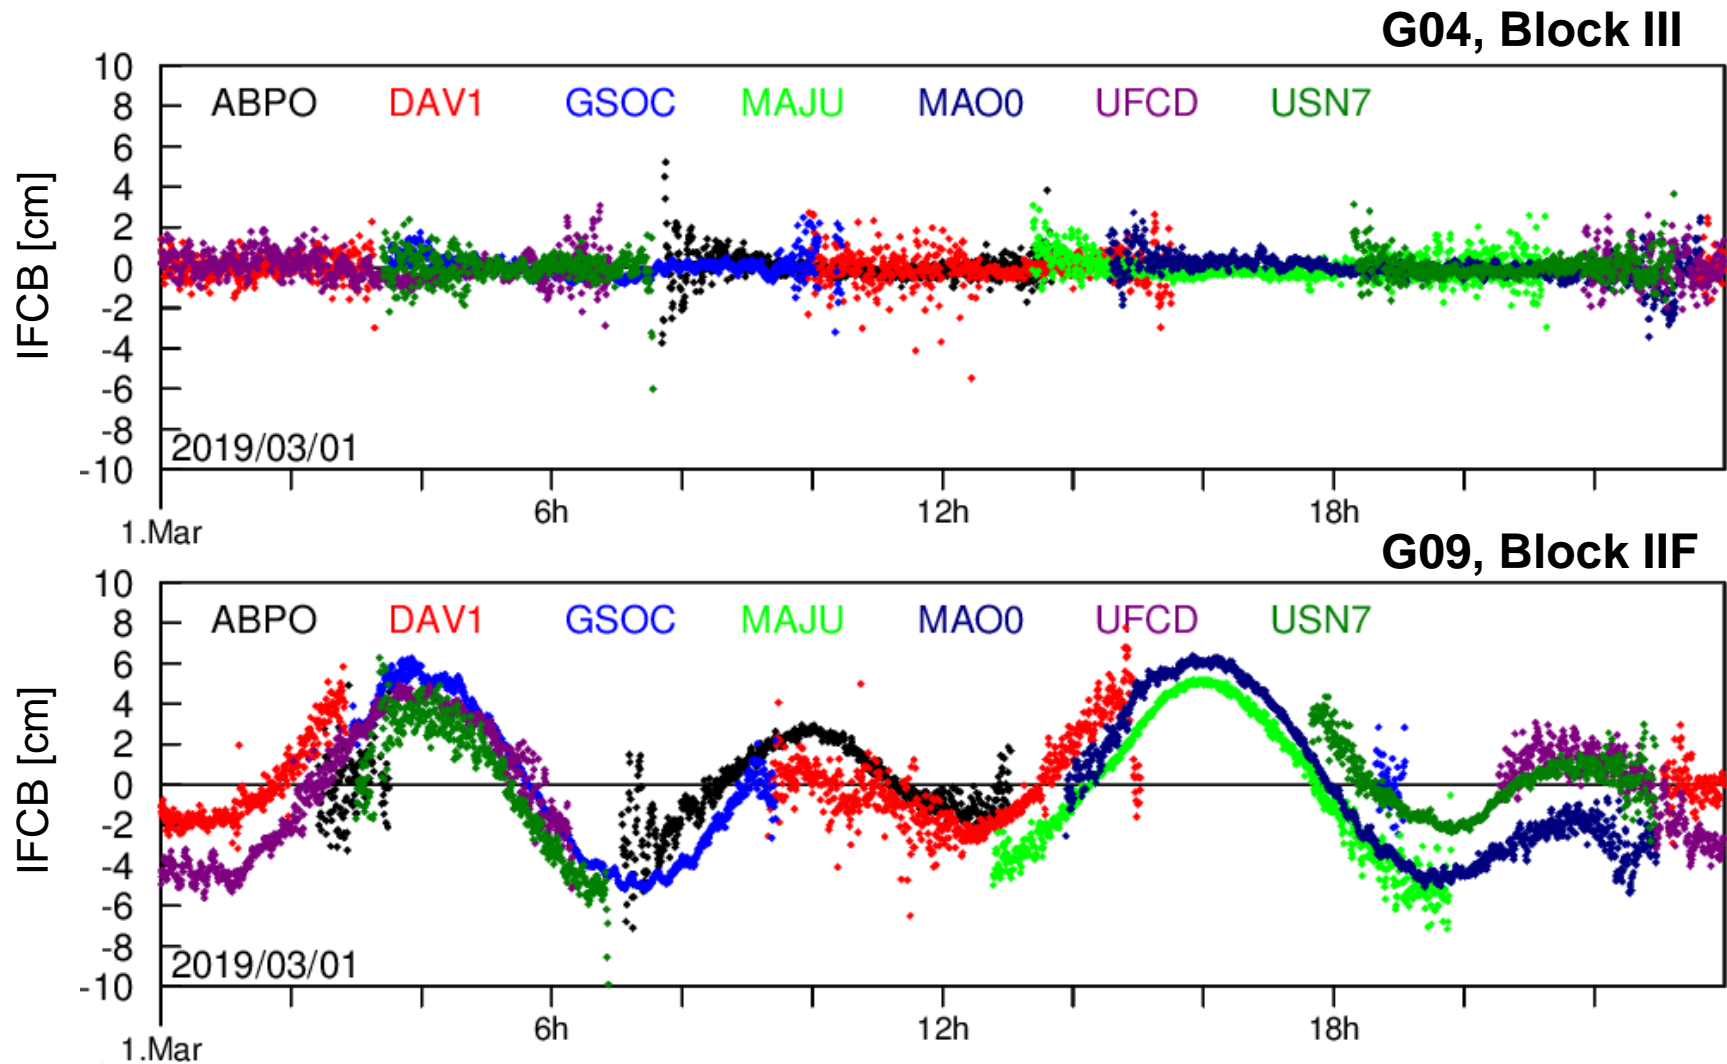 G04, Block III
10
ABPO DAV1 GSOC MAJU MAO0 UFCD USN7
8
6
4
2
0
-2
-4
-6
-8
-10
IFCB [cm]
2019/03/01
6h 12h 18h
1.Mar
G09, Block IIF
10
ABPO DAV1 GSOC MAJU MAO0 UFCD USN7
8
6
4
2
0
-2
-4
-6
-8
-10
IFCB [cm]
2019/03/01
6h 12h 18h
1.Mar